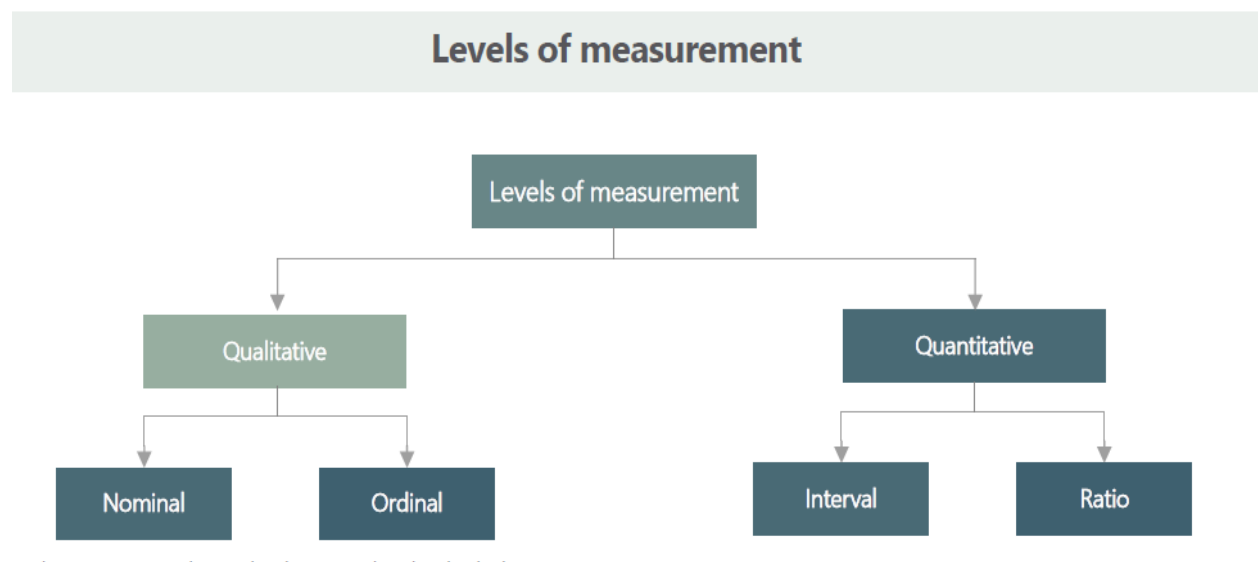 Levels of measurement
Levels of measurement
Qualitative
Quantitative
Nominal
Ordinal
Interval
Ratio